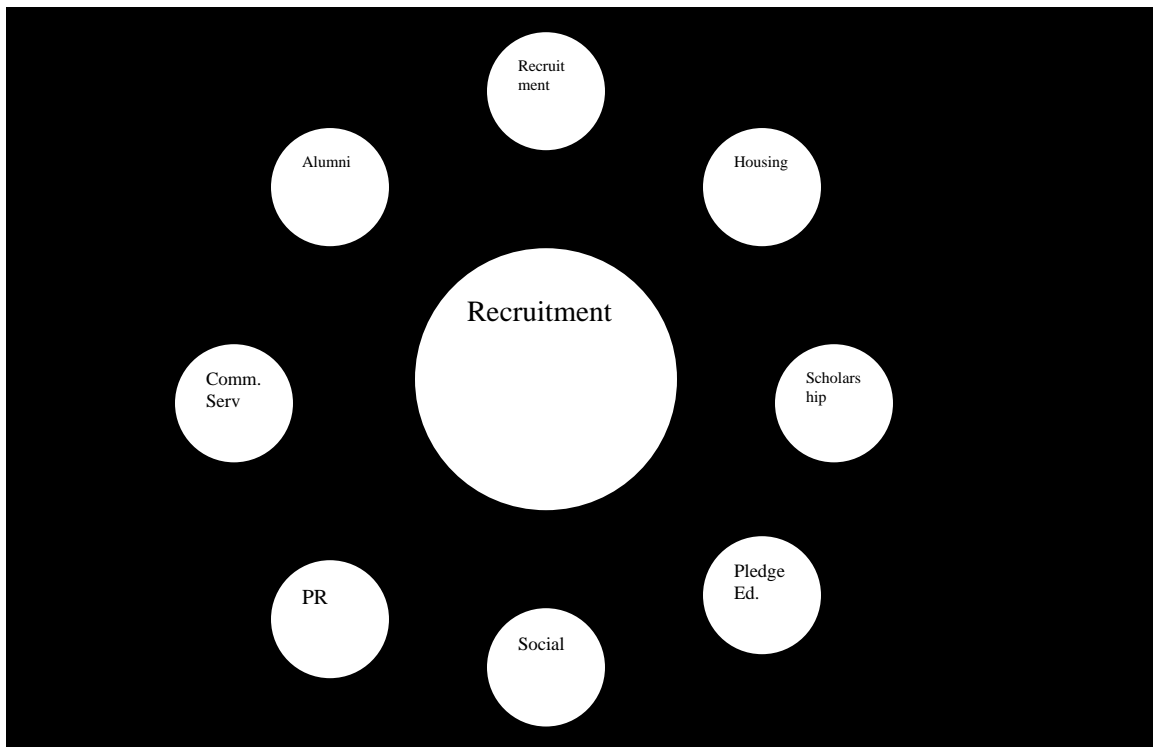 Recruit
ment
Alumni
Housing
Recruitment
Comm.
Serv
Scholars
hip
Pledge
Ed.
PR
Social